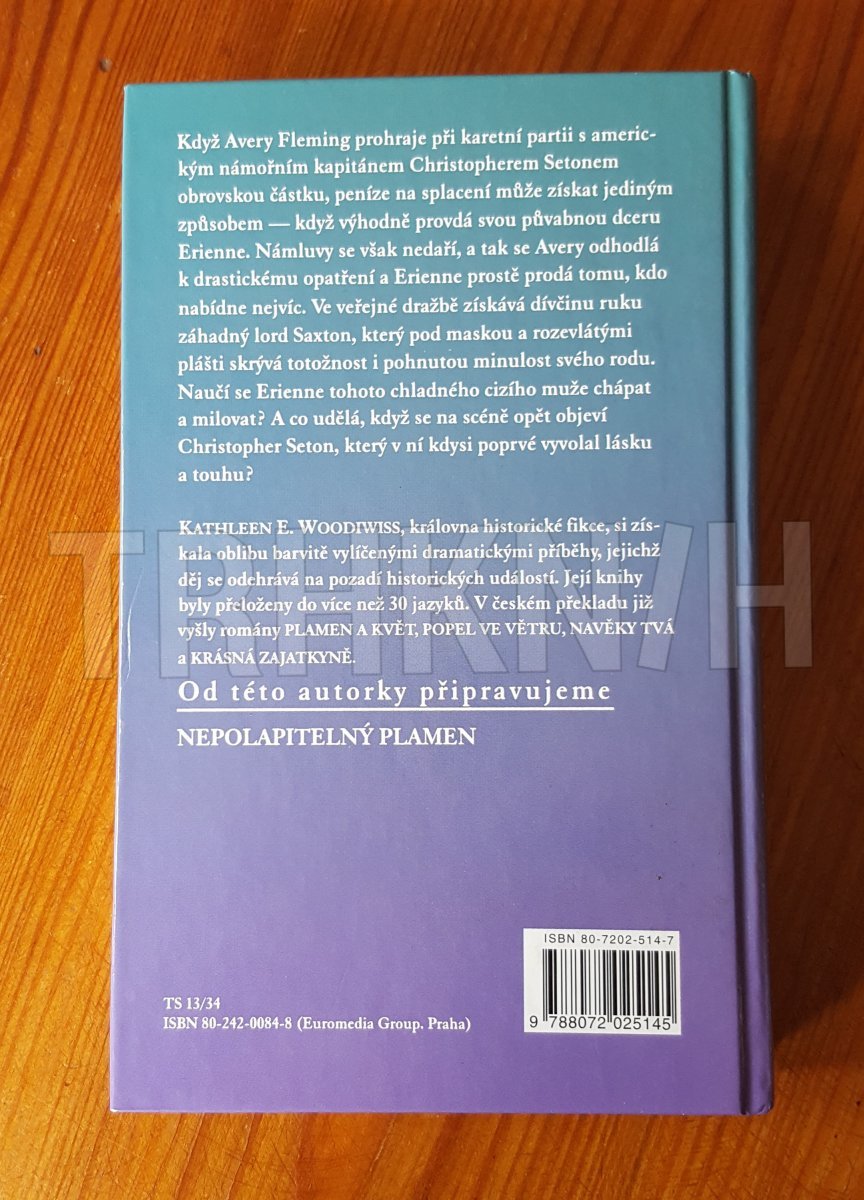 Když Avery Fleming prohraje při karetní partii s americ-
kým námořním kapitánem Christopherem Setonem
obrovskou částku, peníze na splacení může získat jediným
způsobem — když výhodně provdá svou půvabnou dceru
Erienne. Námluvy se však nedaří, a tak se Avery odhodlá
k drastickému opatření a Erienne prostě prodá tomu, kdo
nabídne nejvíc. Ve veřejné dražbě získává dívčinu ruku
záhadný lord Saxton, který pod maskou a rozevlátými
plášti skrývá totožnost i pohnutou minulost svého rodu.
Naučí se Erienne tohoto chladného cizího muže chápat
a milovat? A co udělá, když se na scéně opět objeví
Christopher Seton, který v ní kdysi poprvé vyvolal lásku
a touhu?
KATHLEEN E. WOODIWISS, královna historické fikce, si zís-
kala oblibu barvitě vylíčenými dramatickými příběhy, jejichž
děj se odehrává na pozadí historických událostí. Její knihy
byly přeloženy do více než 30 jazyků. V českém překladu již
vyšly romány PLAMEN A KVĚT, POPEL VE VĚTRU, NAVĚKY TVÁ
a KRÁSNÁ ZAJATKYNĚ.
TRHKNIH
Od této autorky připravujeme
NEPOLAPITELNÝ PLAMEN
ISBN 80-7202-514-7
9 788072 025145
TS 13/34
ISBN 80-242-0084-8 (Euromedia Group. Praha)